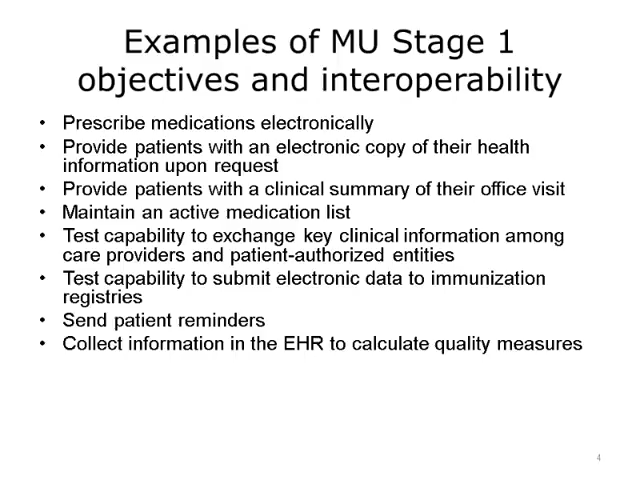 Examples of MU Stage 1
objectives and interoperability
• Prescribe medications electronically
• Provide patients with an electronic copy of their health
information upon request
• Provide patients with a clinical summary of their office visit
• Maintain an active medication list
• Test capability to exchange key clinical information among
care providers and patient-authorized entities
• Test capability to submit electronic data to immunization
registries
• Send patient reminders
• Collect information in the EHR to calculate quality measures
4